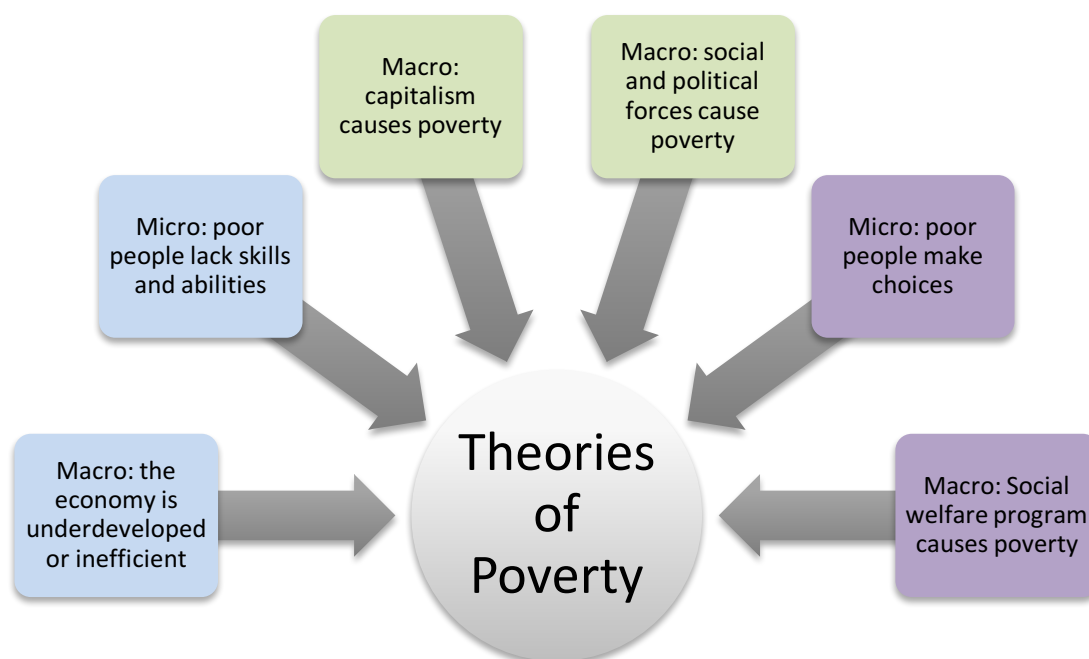 Macro:
capitalism
causes poverty
Macro: social
and political
forces cause
poverty
Micro: poor
people lack skills
and abilities
Micro: poor
people make
choices
Macro: the
economy is
underdeveloped
or inefficient
Theories
of
Poverty
Macro: Social
welfare program
causes poverty